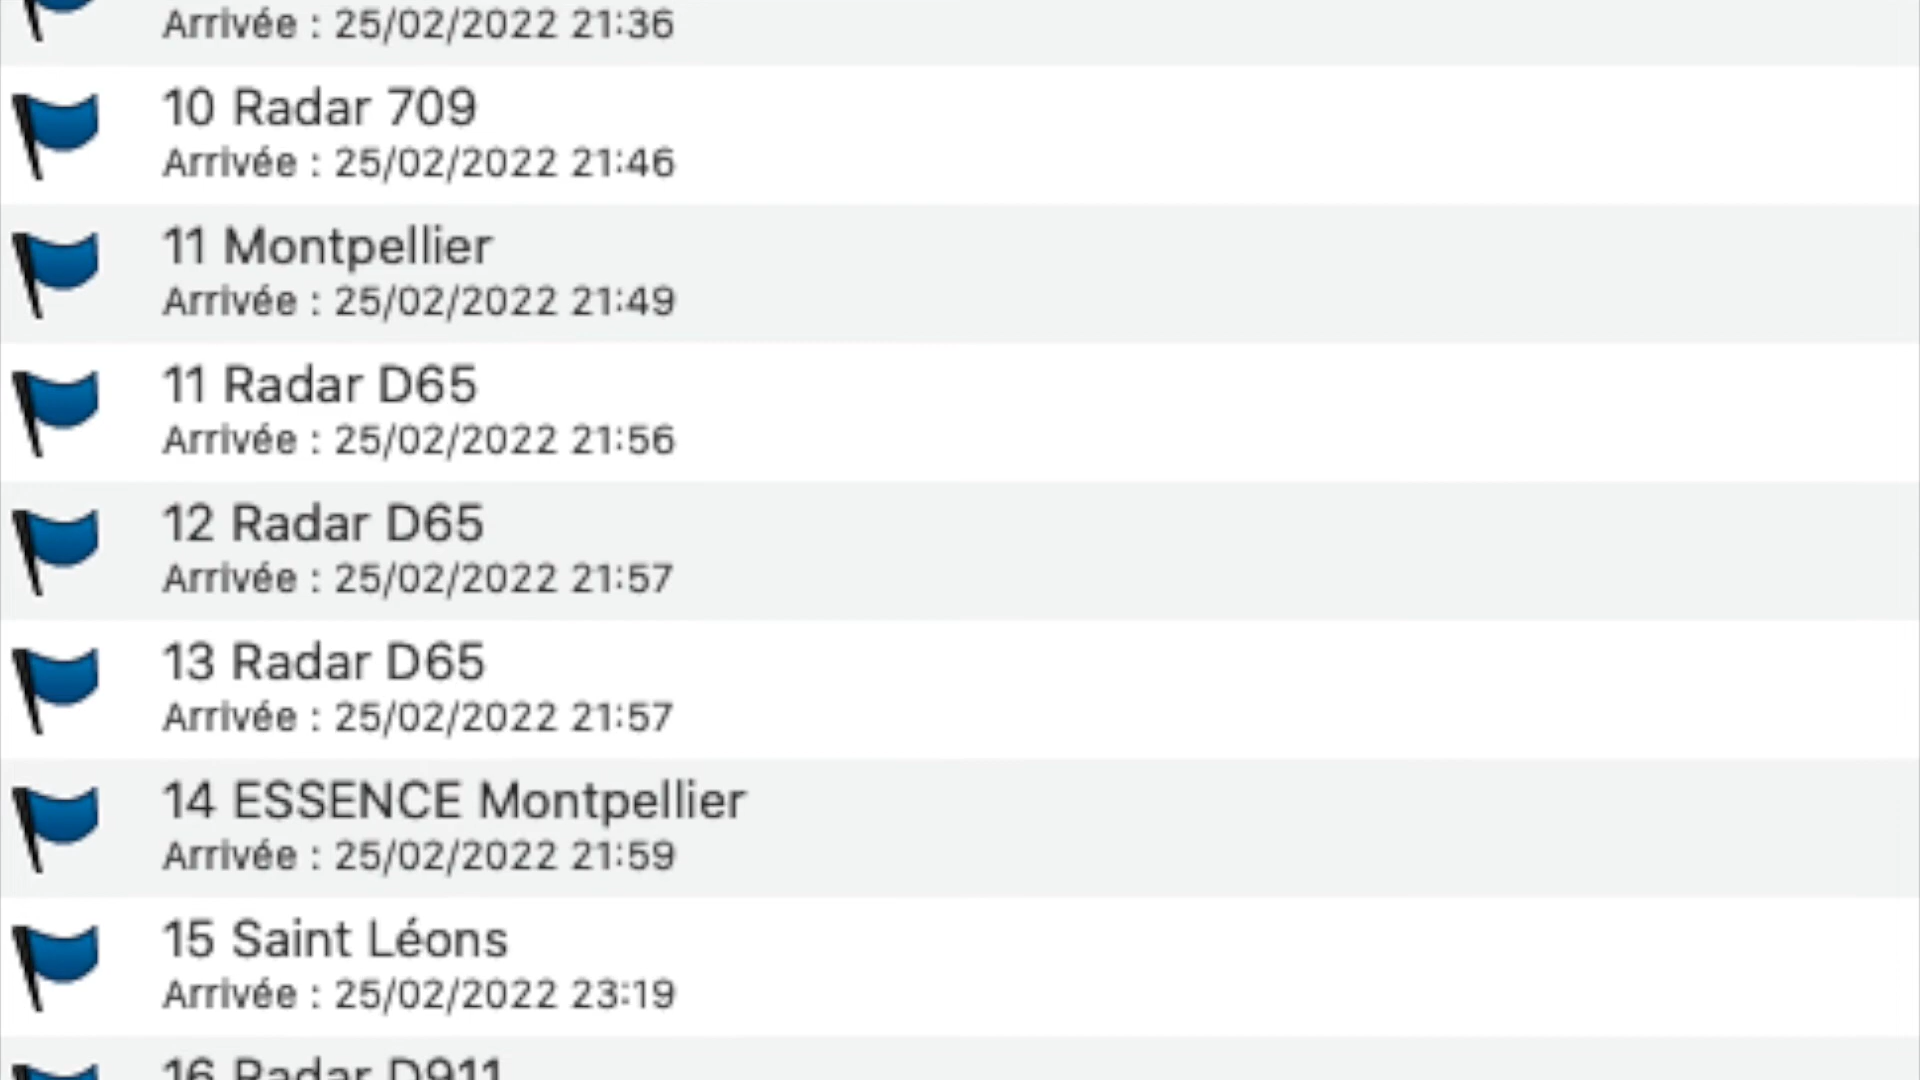 Arrivée : 25/02/2022 21:36
10 Radar 709
Arrivée : 25/02/2022 21:46
11 Montpellier
Arrivée : 25/02/2022 21:49
11 Radar D65
Arrivée : 25/02/2022 21:56
12 Radar D65
Arrivée : 25/02/2022 21:57
13 Radar D65
Arrivée : 25/02/2022 21:57
14 ESSENCE Montpellier
Arrivée : 25/02/2022 21:59
15 Saint Léons
Arrivée : 25/02/2022 23:19
16 Radar D911